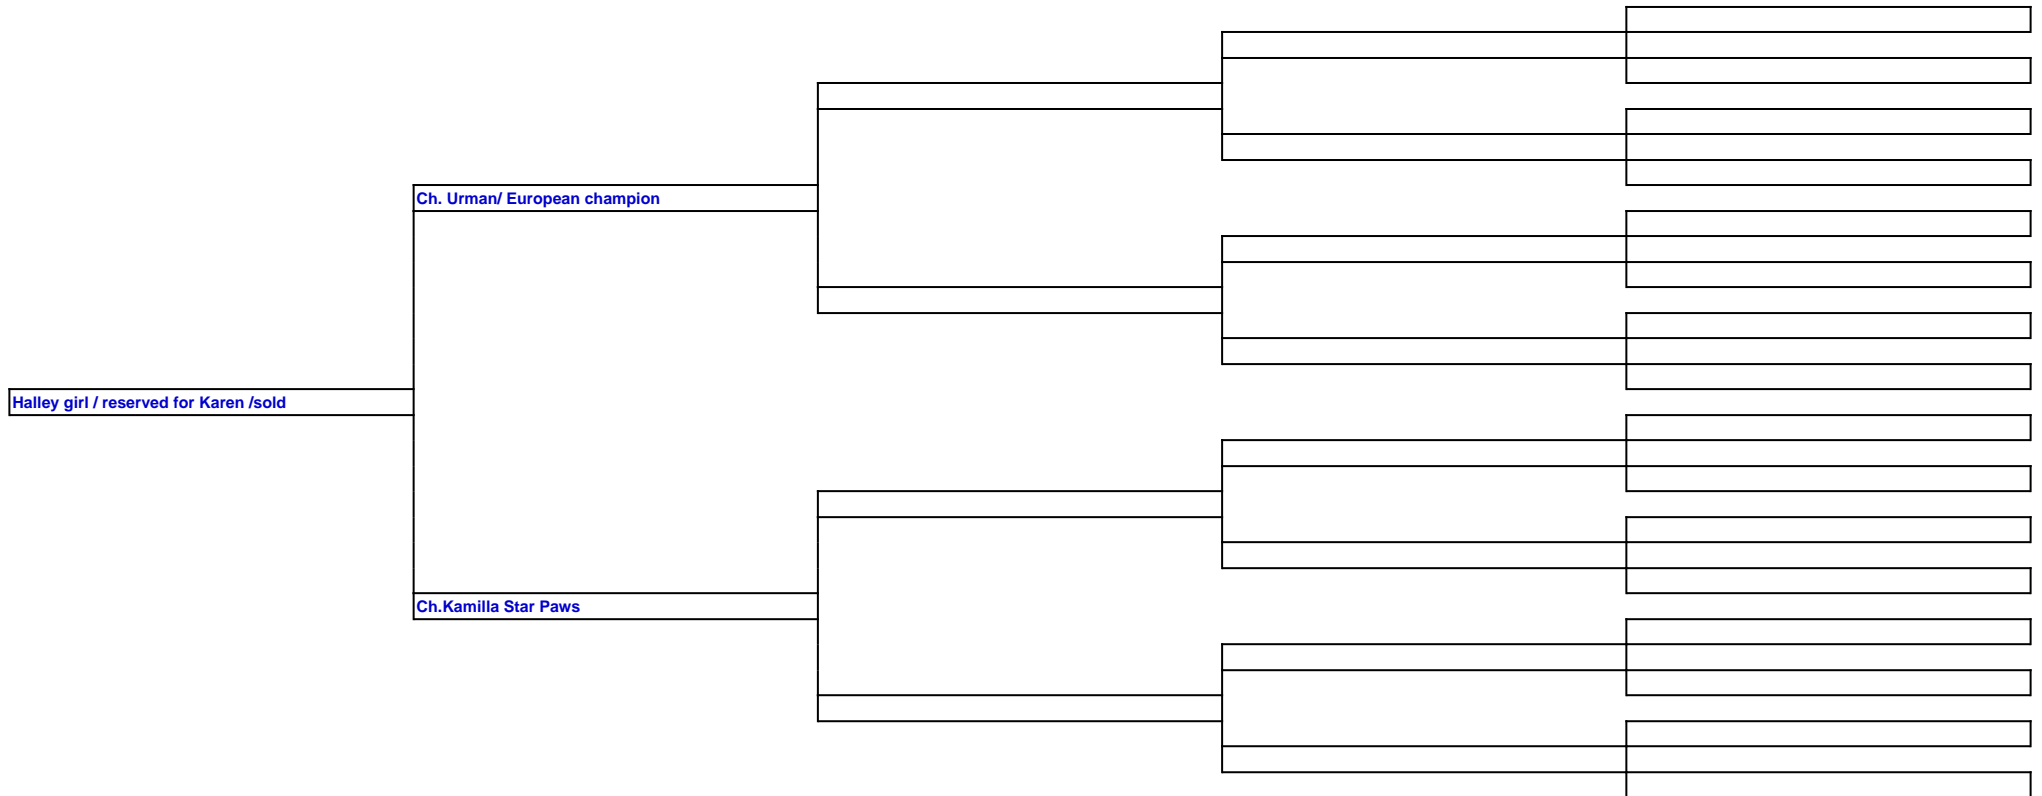 Ch. Urman/ European champion
Halley girl / reserved for Karen /sold
Ch.Kamilla Star Paws